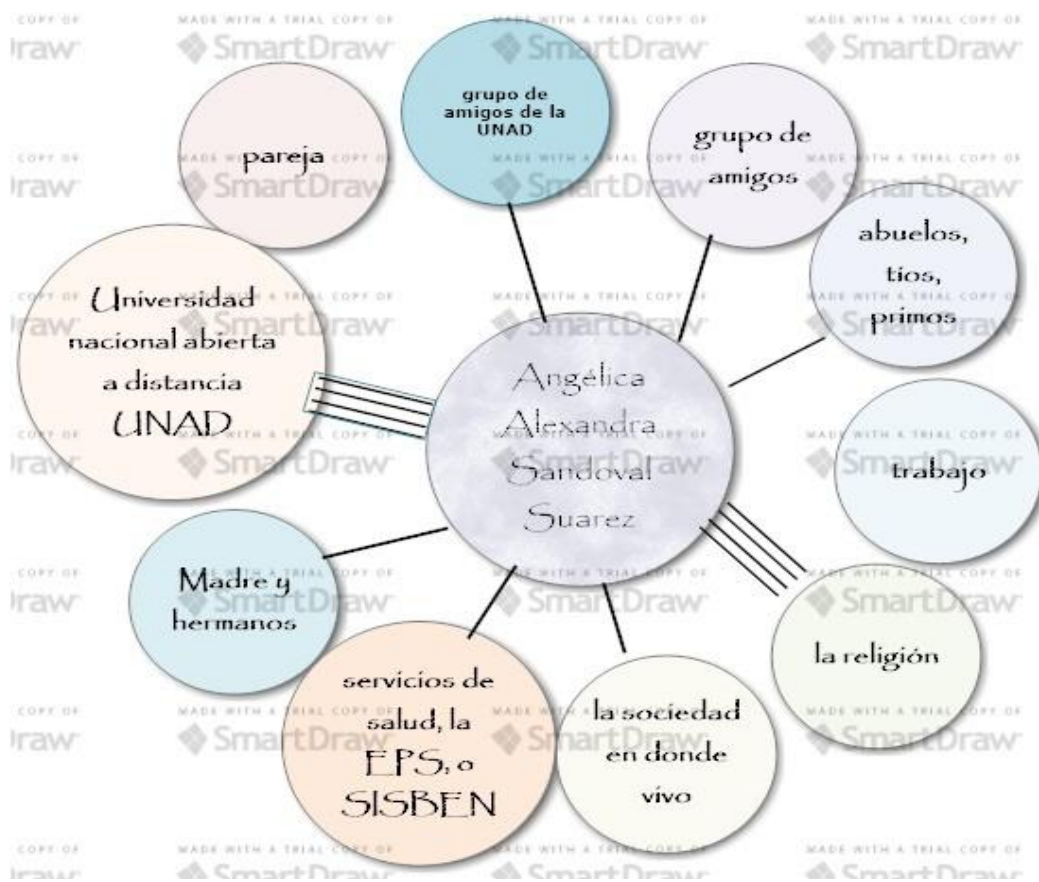 grupo de
amigos de la
UNAD
pareja
grupo de
amigos
abuelos,
tios,
primos
Universidad
nacional abierta
a distancia
UNAD
Angélica
Alexandra
Sandoval
Suarez
trabajo
Madre y
hermanos
la religión
servicios de
salud, la
EPS, o
SISBEN
la sociedad
en donde
vivo
MADE WITH A TRIAL COPY OF
SmartDraw